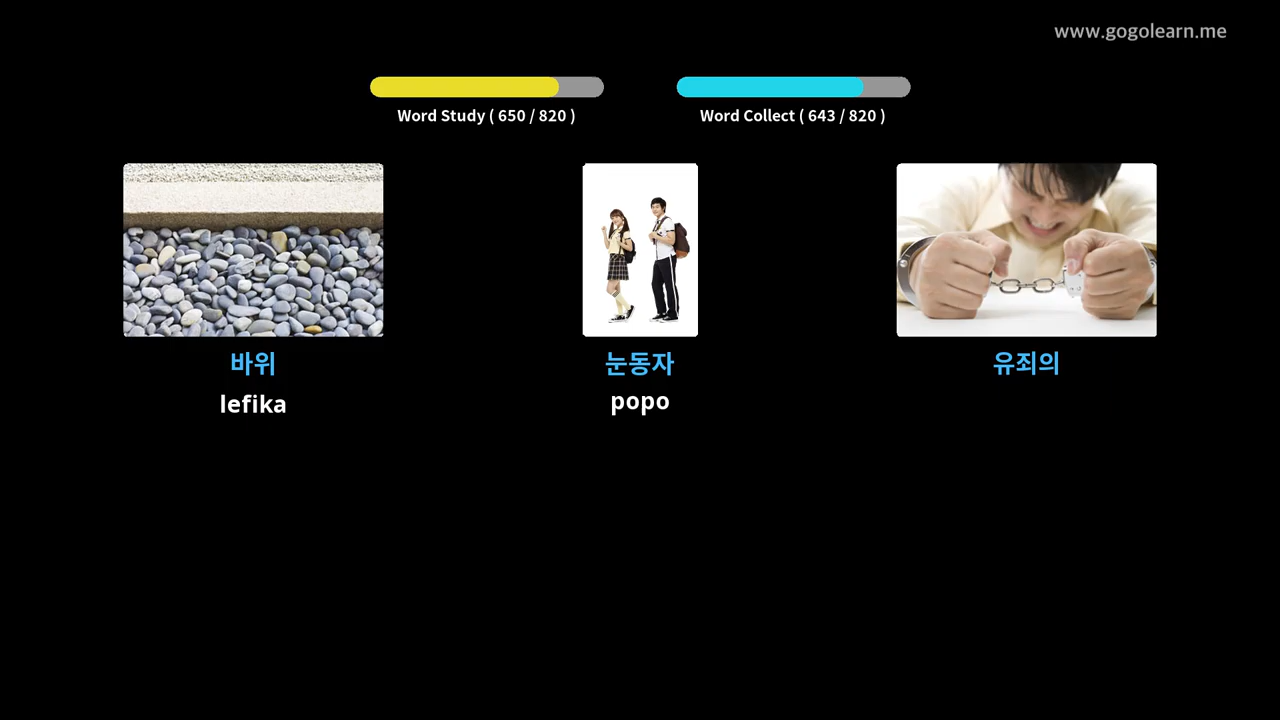 www.gogolearn.me
Word Study ( 650 / 820 )
Word Collect ( 643 / 820 )
바위
눈동자
유죄의
lefika
popo